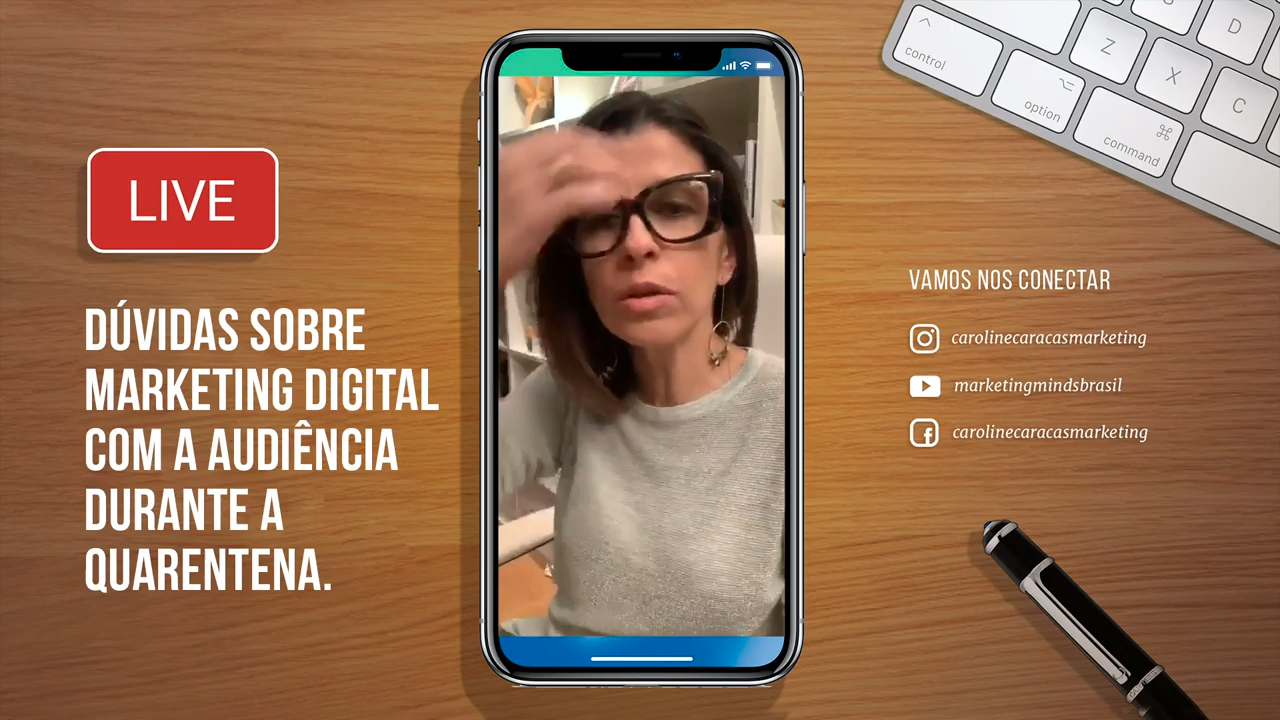 LIVE
DÚVIDAS SOBRE
MARKETING DIGITAL
COM A AUDIÊNCIA
DURANTE A
QUARENTENA.
VAMOS NOS CONECTAR
carolinecaracasmarketing
marketingmindsbrasil
carolinecaracasmarketing
control
option
command
S
D
Z
X
C